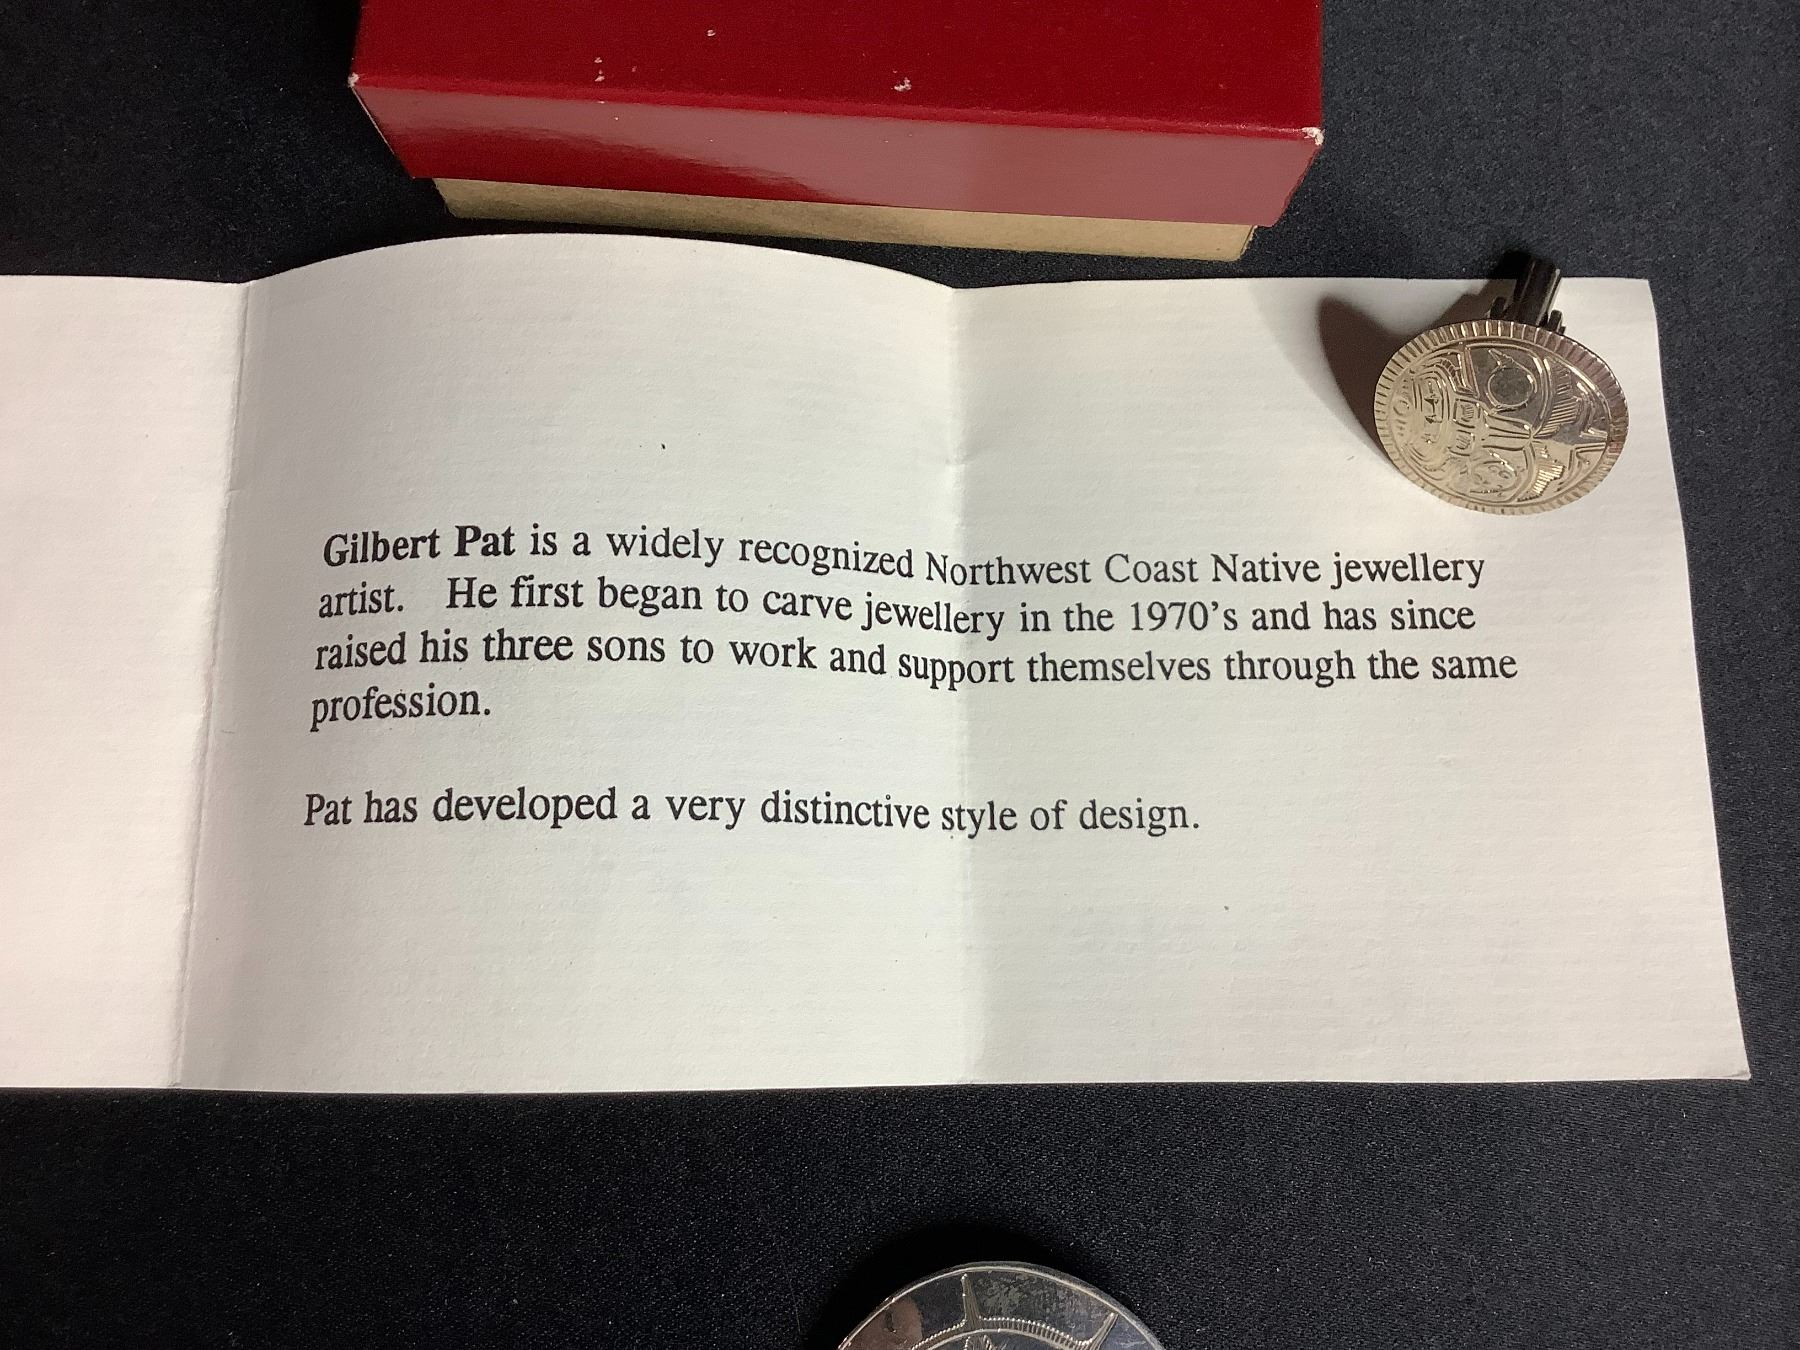 Gilbert Pat is a widely recognized Northwest Coast Native jewellery
artist. He first began to carve jewellery in the 1970's and has since
raised his three sons to work and support themselves through the same
profession.
Pat has developed a very distinctive style of design.